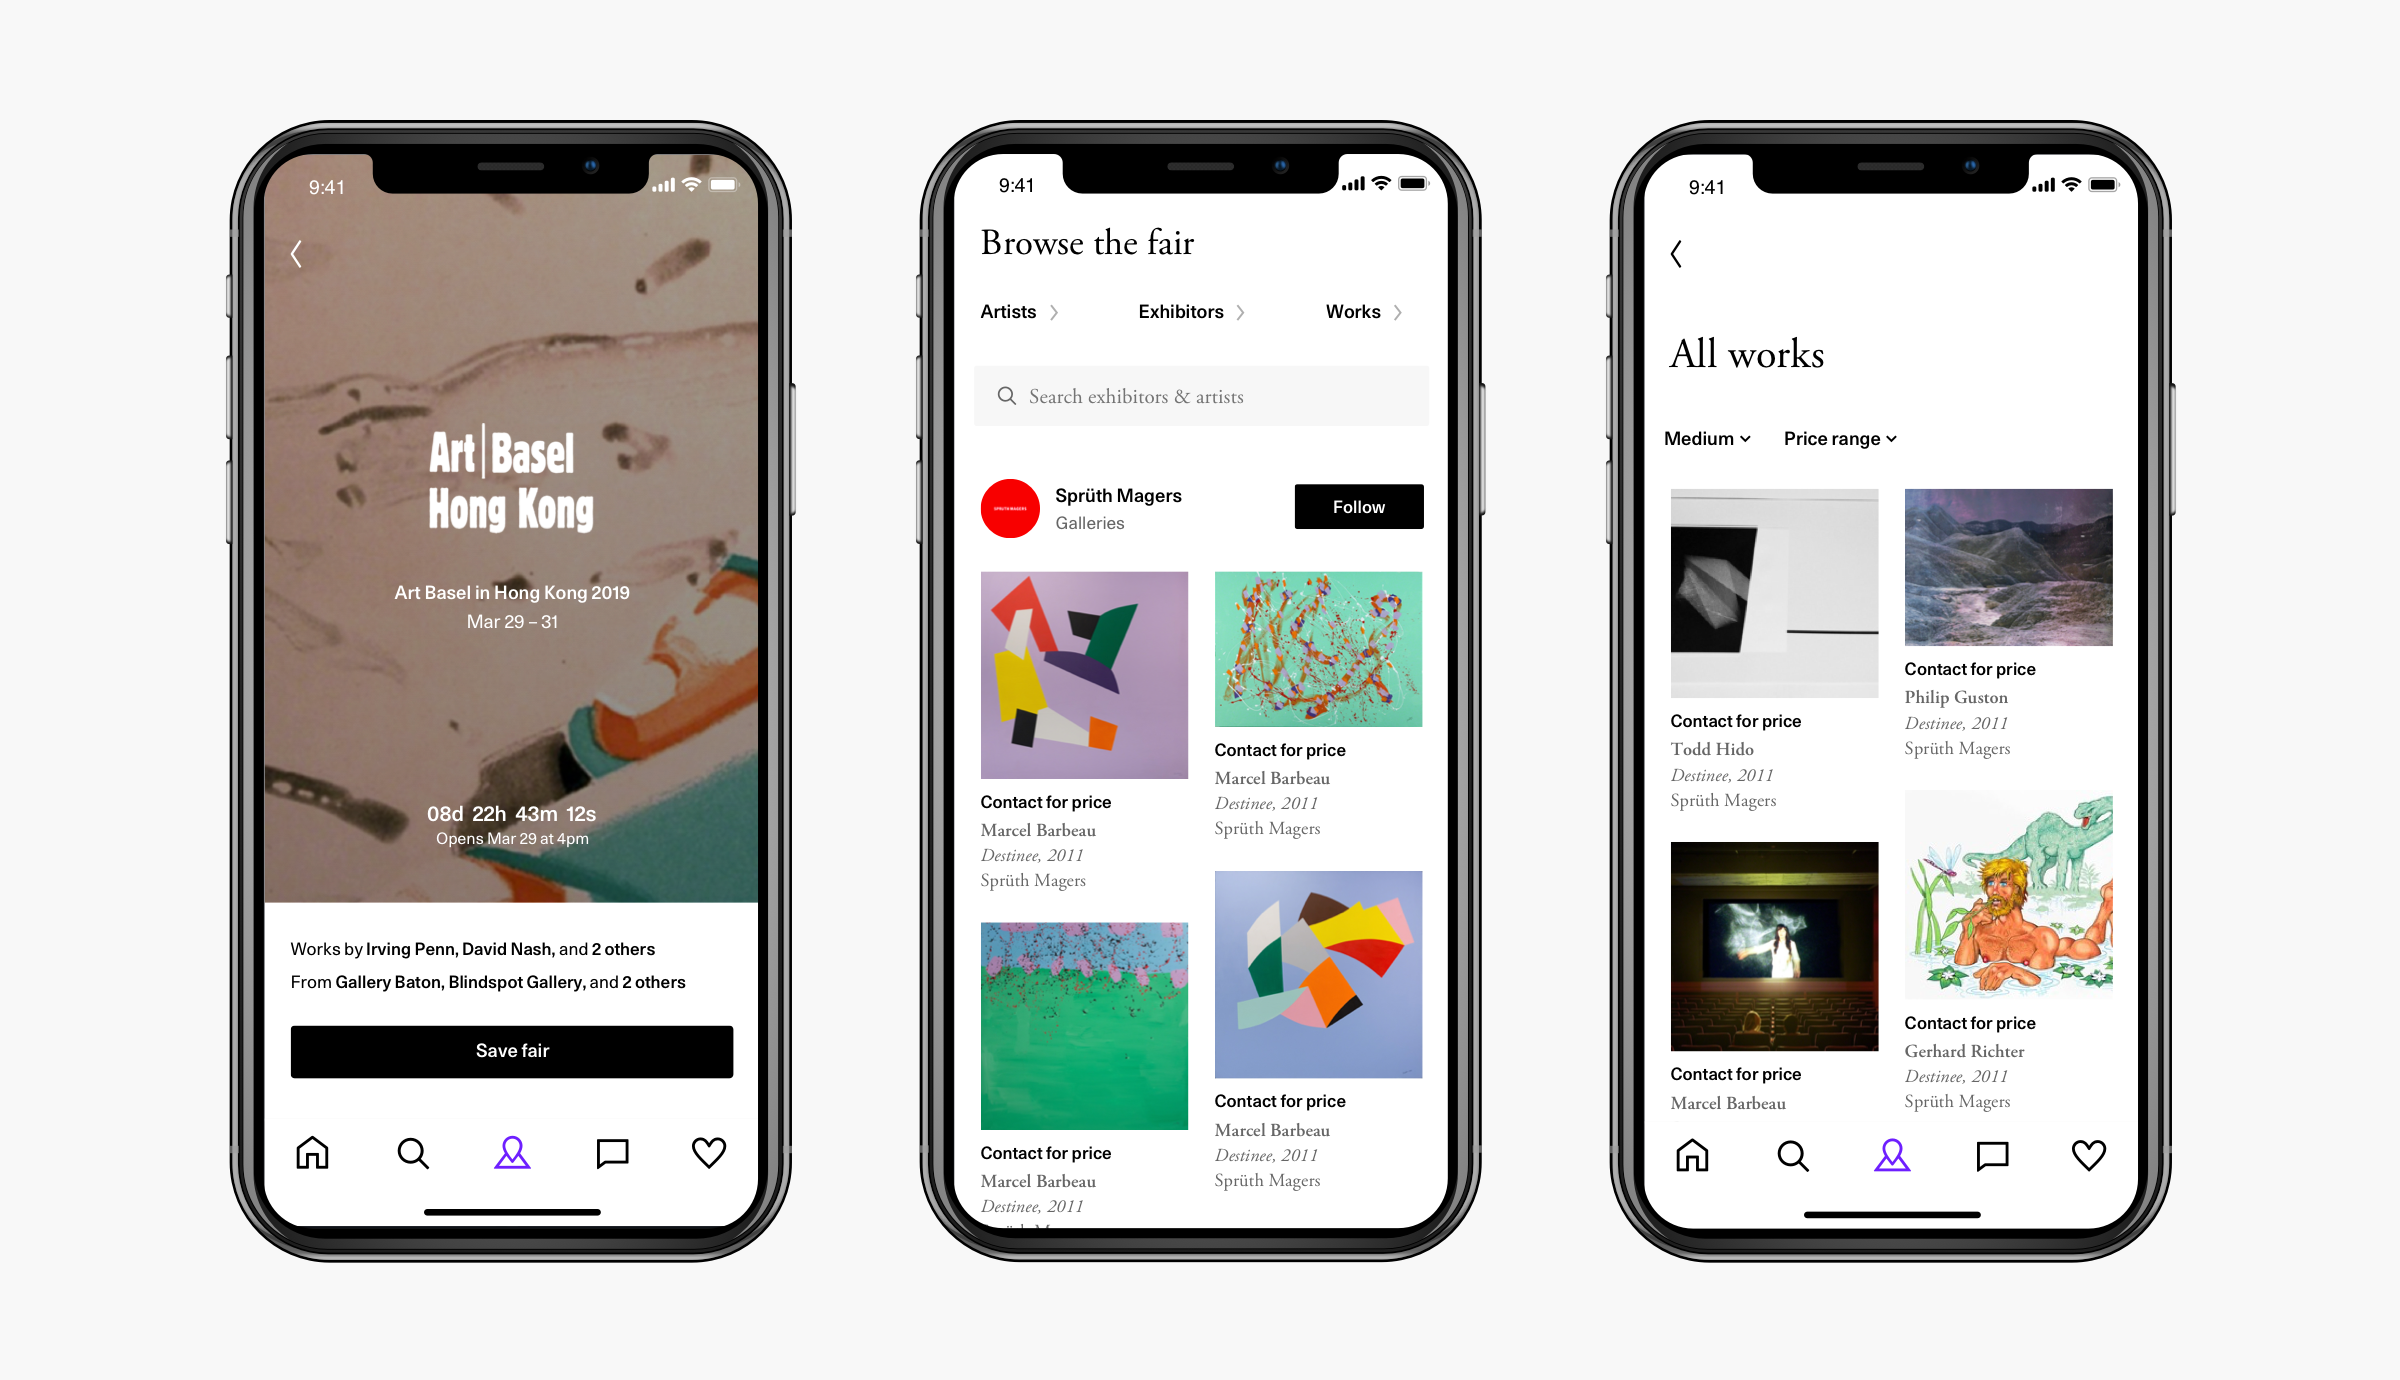 9:41
Art Basel
Hong Kong
Art Basel in Hong Kong 2019
Mar 29 – 31
08d 22h 43m 12s
Opens Mar 29 at 4pm
Works by Irving Penn, David Nash, and 2 others
From Gallery Baton, Blindspot Gallery, and 2 others
Save fair
9:41
Browse the fair
Artists
Exhibitors
Works
Search exhibitors & artists
SPRÜTH MAGERS
Sprüth Magers
Galleries
Follow
Contact for price
Marcel Barbeau
Destinee, 2011
Sprüth Magers
Contact for price
Marcel Barbeau
Destinee, 2011
Sprüth Magers
Contact for price
Marcel Barbeau
Destinee, 2011
Contact for price
Marcel Barbeau
Destinee, 2011
Sprüth Magers
9:41
All works
Medium
Price range
Contact for price
Todd Hido
Destinee, 2011
Sprüth Magers
Contact for price
Philip Guston
Destinee, 2011
Sprüth Magers
Contact for price
Marcel Barbeau
Contact for price
Gerhard Richter
Destinee, 2011
Sprüth Magers